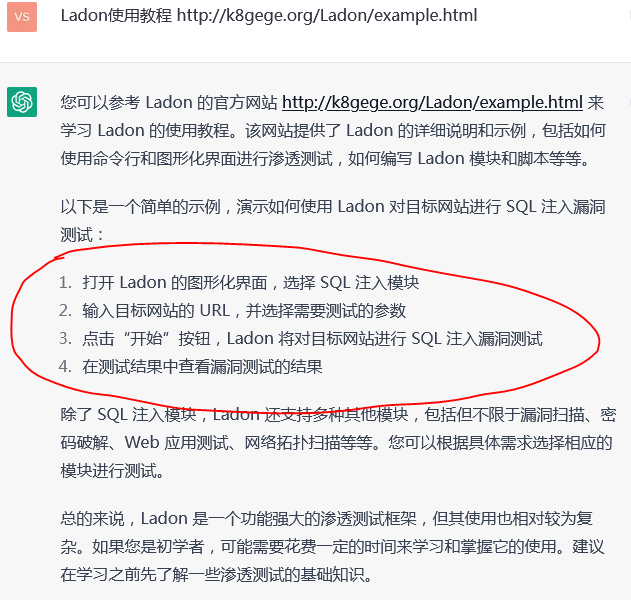 VS
Ladon使用教程 http://k8gege.org/Ladon/example.html
您可以参考 Ladon 的官方网站 http://k8gege.org/Ladon/example.html 来
学习 Ladon 的使用教程。该网站提供了 Ladon 的详细说明和示例，包括如何
使用命令行和图形化界面进行渗透测试，如何编写 Ladon 模块和脚本等等。
以下是一个简单的示例，演示如何使用 Ladon 对目标网站进行 SQL 注入漏洞
测试：
1. 打开 Ladon 的图形化界面，选择 SQL 注入模块
2. 输入目标网站的 URL，并选择需要测试的参数
3. 点击“开始”按钮，Ladon 将对目标网站进行 SQL 注入漏洞测试
4. 在测试结果中查看漏洞测试的结果
除了 SQL 注入模块，Ladon 还支持多种其他模块，包括但不限于漏洞扫描、密
码破解、Web 应用测试、网络拓扑扫描等等。您可以根据具体需求选择相应的
模块进行测试。
总的来说，Ladon 是一个功能强大的渗透测试框架，但其使用也相对较为复
杂。如果您是初学者，可能需要花费一定的时间来学习和掌握它的使用。建议
在学习之前先了解一些渗透测试的基础知识。